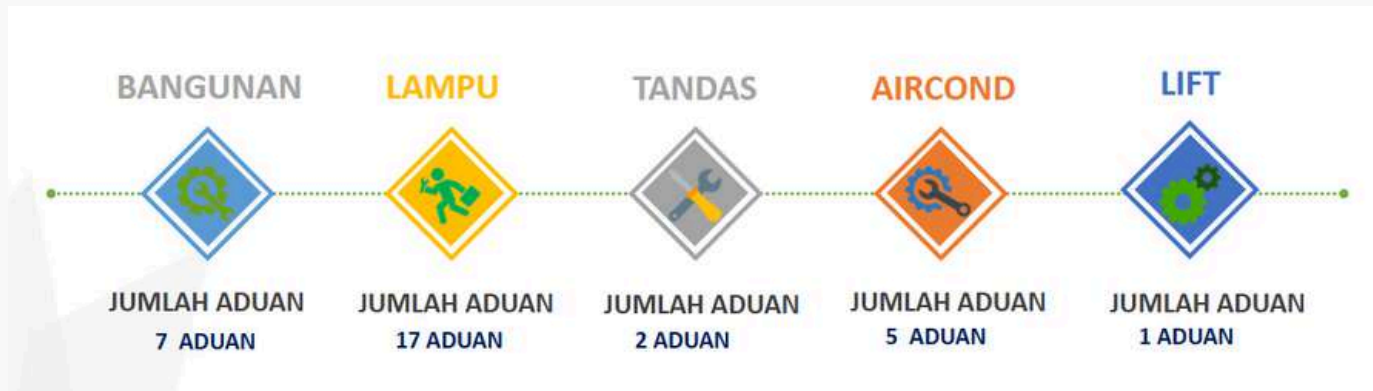 BANGUNAN
LAMPU
TANDAS
AIRCOND
LIFT
JUMLAH ADUAN
7 ADUAN
JUMLAH ADUAN
17 ADUAN
JUMLAH ADUAN
2 ADUAN
JUMLAH ADUAN
5 ADUAN
JUMLAH ADUAN
1 ADUAN